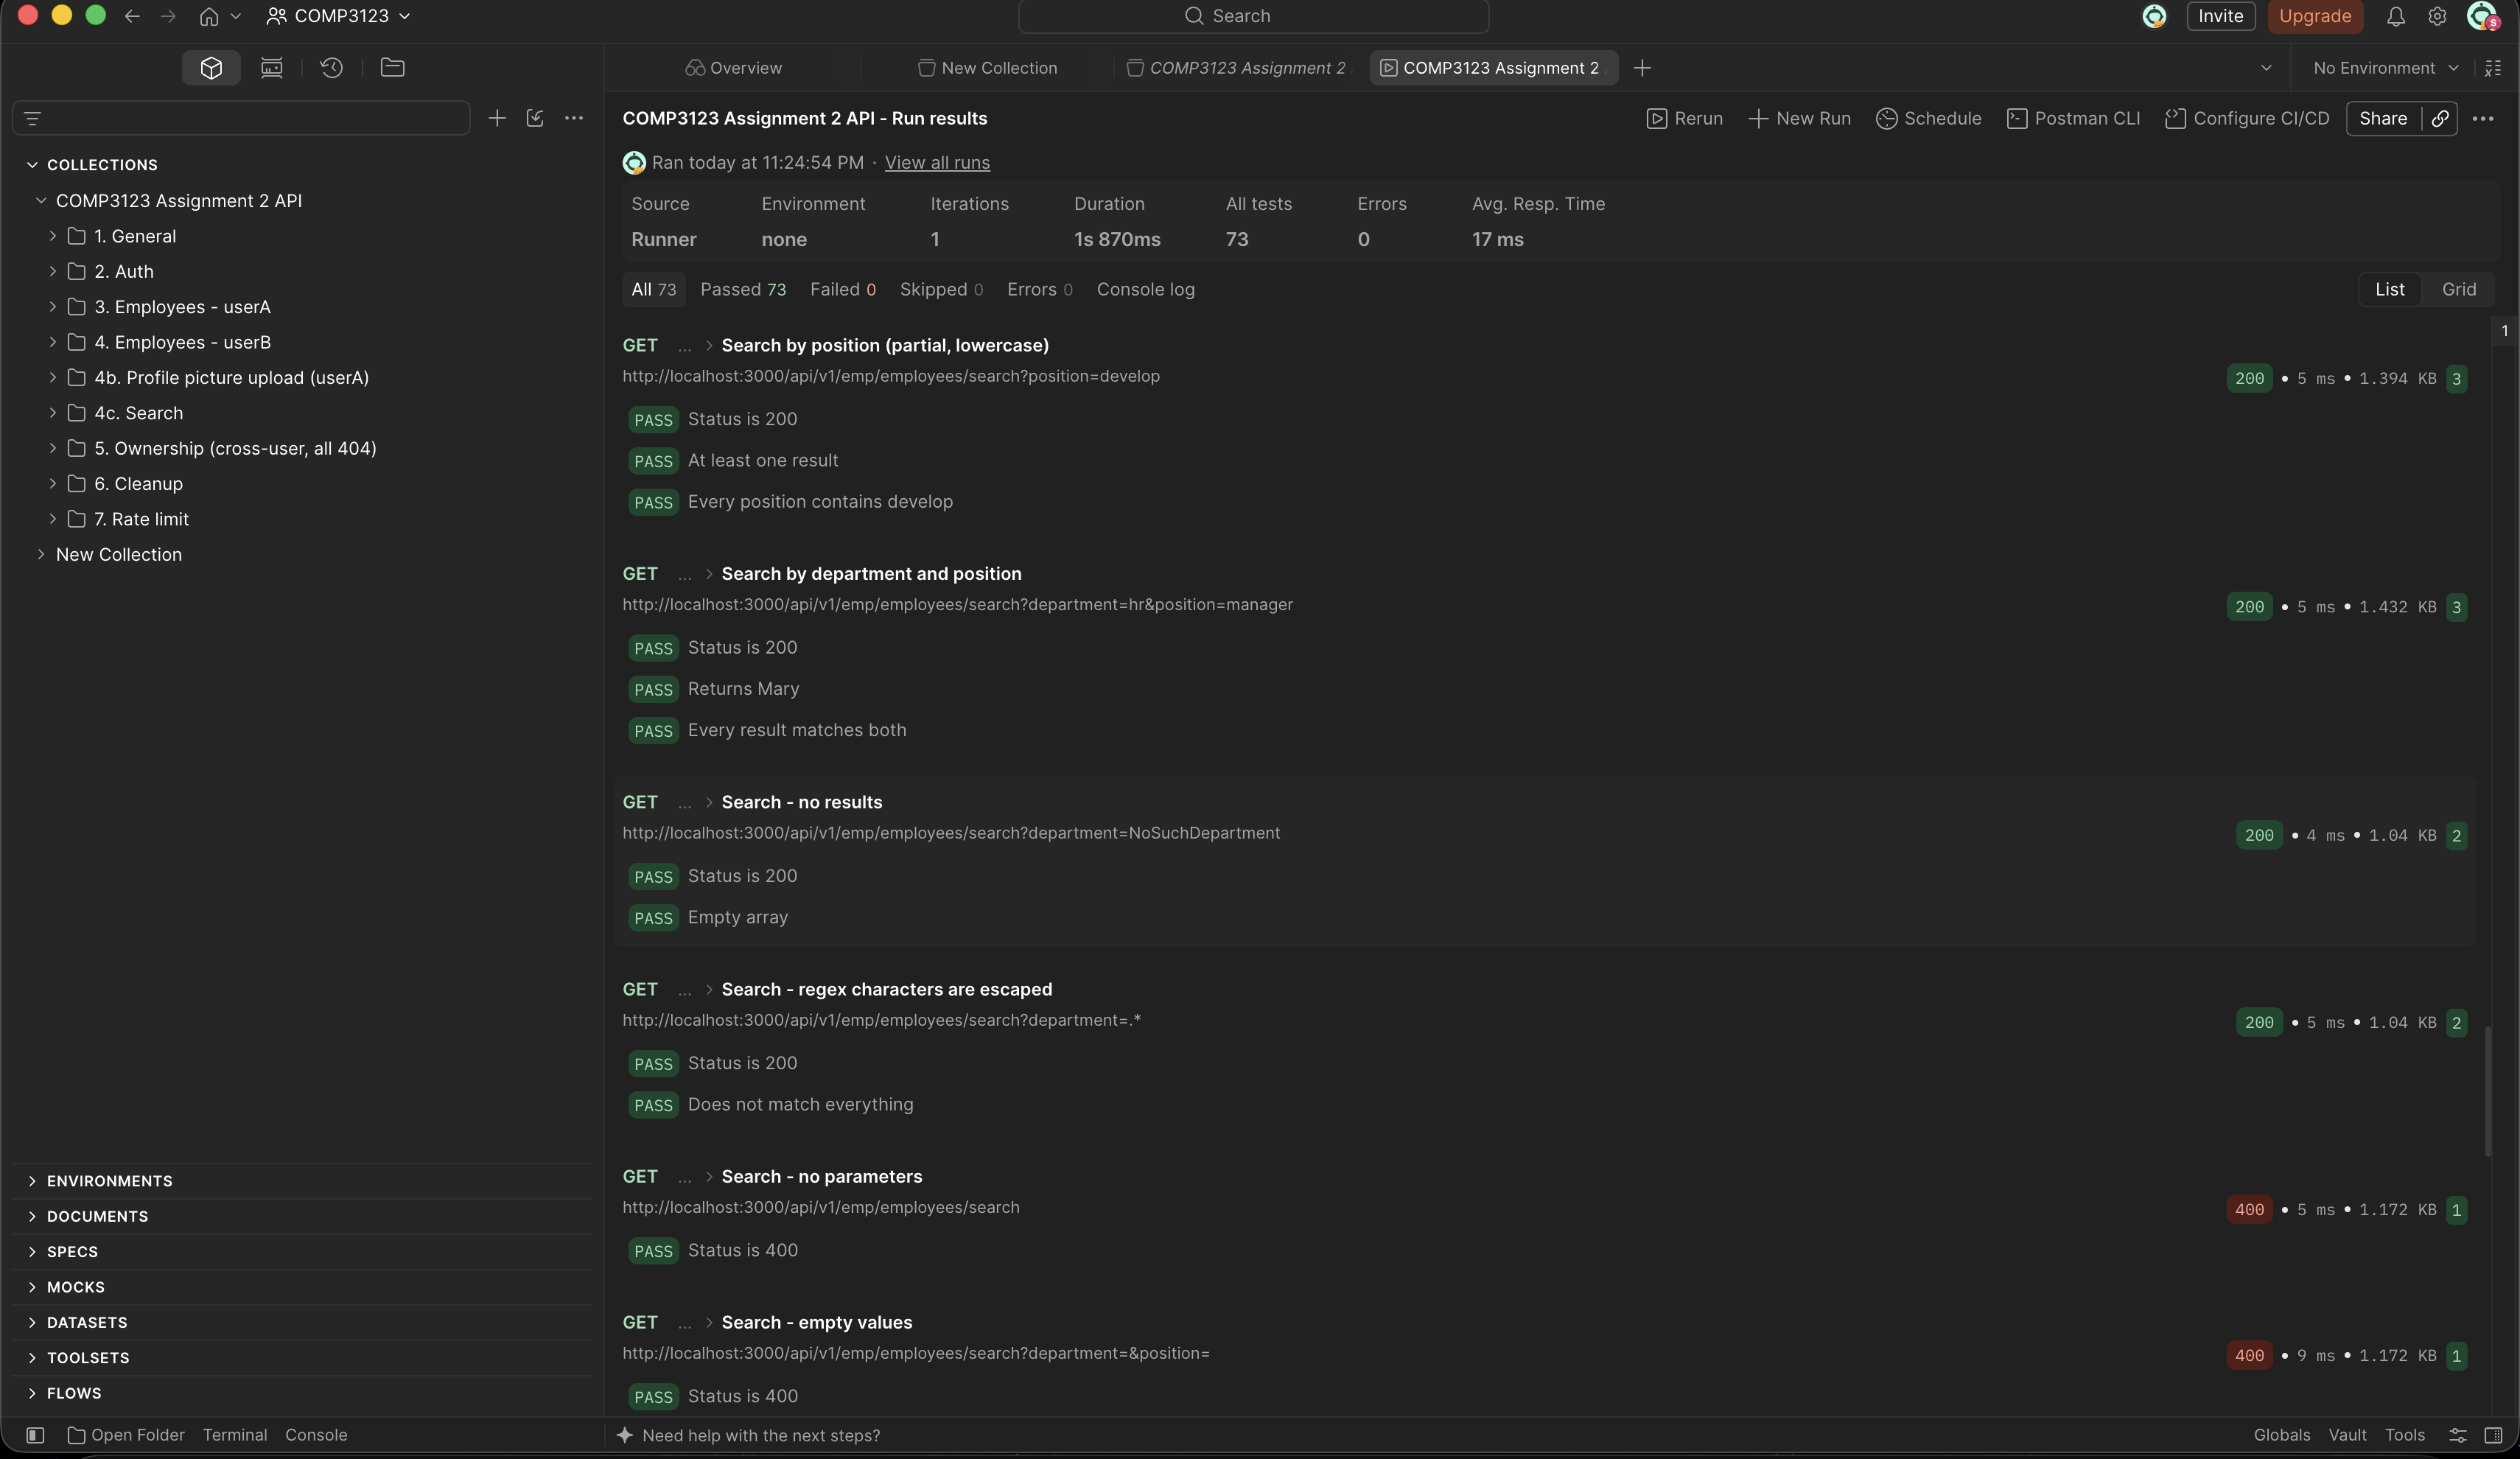 COMP3123
Search
Invite
Upgrade
S
Overview
New Collection
COMP3123 Assignment 2
COMP3123 Assignment 2
No Environment
COLLECTIONS
COMP3123 Assignment 2 API
1. General
2. Auth
3. Employees - userA
4. Employees - userB
4b. Profile picture upload (userA)
4c. Search
5. Ownership (cross-user, all 404)
6. Cleanup
7. Rate limit
New Collection
ENVIRONMENTS
DOCUMENTS
SPECS
MOCKS
DATASETS
TOOLSETS
FLOWS
COMP3123 Assignment 2 API - Run results
Rerun
New Run
Schedule
Postman CLI
Configure CI/CD
Share
Ran today at 11:24:54 PM · View all runs
Source Environment Iterations Duration All tests Errors Avg. Resp. Time
Runner none 1 1s 870ms 73 0 17 ms
All 73 Passed 73 Failed 0 Skipped 0 Errors 0 Console log
List Grid
1
GET ... > Search by position (partial, lowercase)
http://localhost:3000/api/v1/emp/employees/search?position=develop
200 • 5 ms • 1.394 KB 3
PASS Status is 200
PASS At least one result
PASS Every position contains develop
GET ... > Search by department and position
http://localhost:3000/api/v1/emp/employees/search?department=hr&position=manager
200 • 5 ms • 1.432 KB 3
PASS Status is 200
PASS Returns Mary
PASS Every result matches both
GET ... > Search - no results
http://localhost:3000/api/v1/emp/employees/search?department=NoSuchDepartment
200 • 4 ms • 1.04 KB 2
PASS Status is 200
PASS Empty array
GET ... > Search - regex characters are escaped
http://localhost:3000/api/v1/emp/employees/search?department=.*
200 • 5 ms • 1.04 KB 2
PASS Status is 200
PASS Does not match everything
GET ... > Search - no parameters
http://localhost:3000/api/v1/emp/employees/search
400 • 5 ms • 1.172 KB 1
PASS Status is 400
GET ... > Search - empty values
http://localhost:3000/api/v1/emp/employees/search?department=&position=
400 • 9 ms • 1.172 KB 1
PASS Status is 400
Open Folder Terminal Console
Need help with the next steps?
Globals Vault Tools